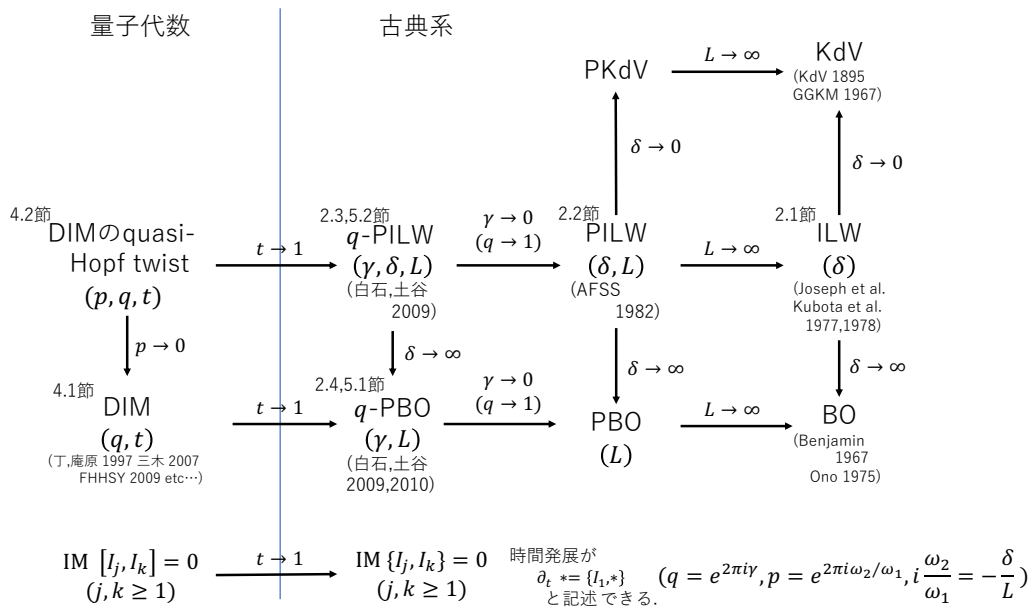 量子代数
古典系
PKdV
L → ∞
KdV
(KdV 1895
GGKM 1967)
δ → 0
δ → 0
4.2節
DIMのquasi-
Hopf twist
(p, q, t)
t → 1
2.3,5.2節
q-PILW
(γ, δ, L)
(白石,土谷
2009)
γ → 0
(q → 1)
2.2節
PILW
(δ, L)
(AFSS
1982)
L → ∞
2.1節
ILW
(δ)
(Joseph et al.
Kubota et al.
1977,1978)
p → 0
δ → ∞
δ → ∞
δ → ∞
4.1節
DIM
(q, t)
(丁,庵原 1997 三木 2007
FHHSY 2009 etc…)
t → 1
2.4,5.1節
q-PBO
(γ, L)
(白石,土谷
2009,2010)
γ → 0
(q → 1)
PBO
(L)
L → ∞
BO
(Benjamin
1967
Ono 1975)
IM [I_j, I_k] = 0
(j, k ≥ 1)
t → 1
IM {I_j, I_k} = 0
(j, k ≥ 1)
時間発展が
∂_t *= {I_1,*}
と記述できる.
(q = e^{2πiγ}, p = e^{2πiω_2/ω_1}, i ω_2/ω_1 = −δ/L)